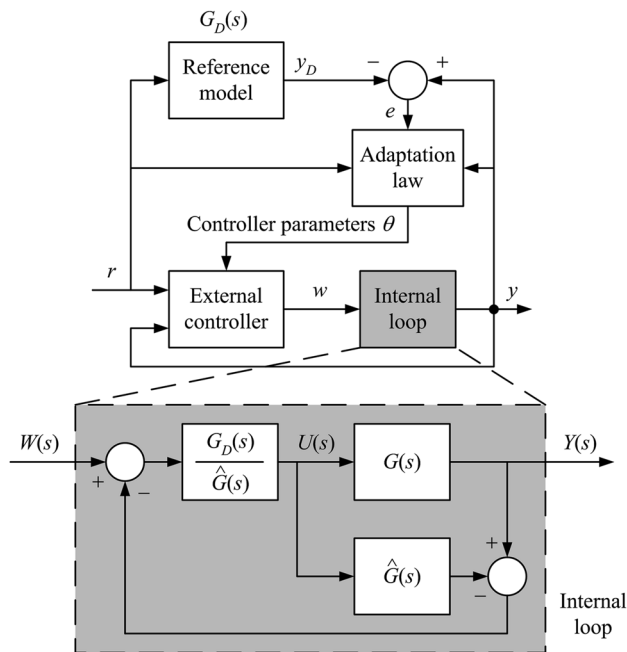 G_D(s)
Reference
model
y_D
−
+
e
Adaptation
law
Controller parameters θ
r
External
controller
w
Internal
loop
y
W(s)
+
−
G_D(s)
Ĝ(s)
U(s)
G(s)
Y(s)
+
Ĝ(s)
−
Internal
loop